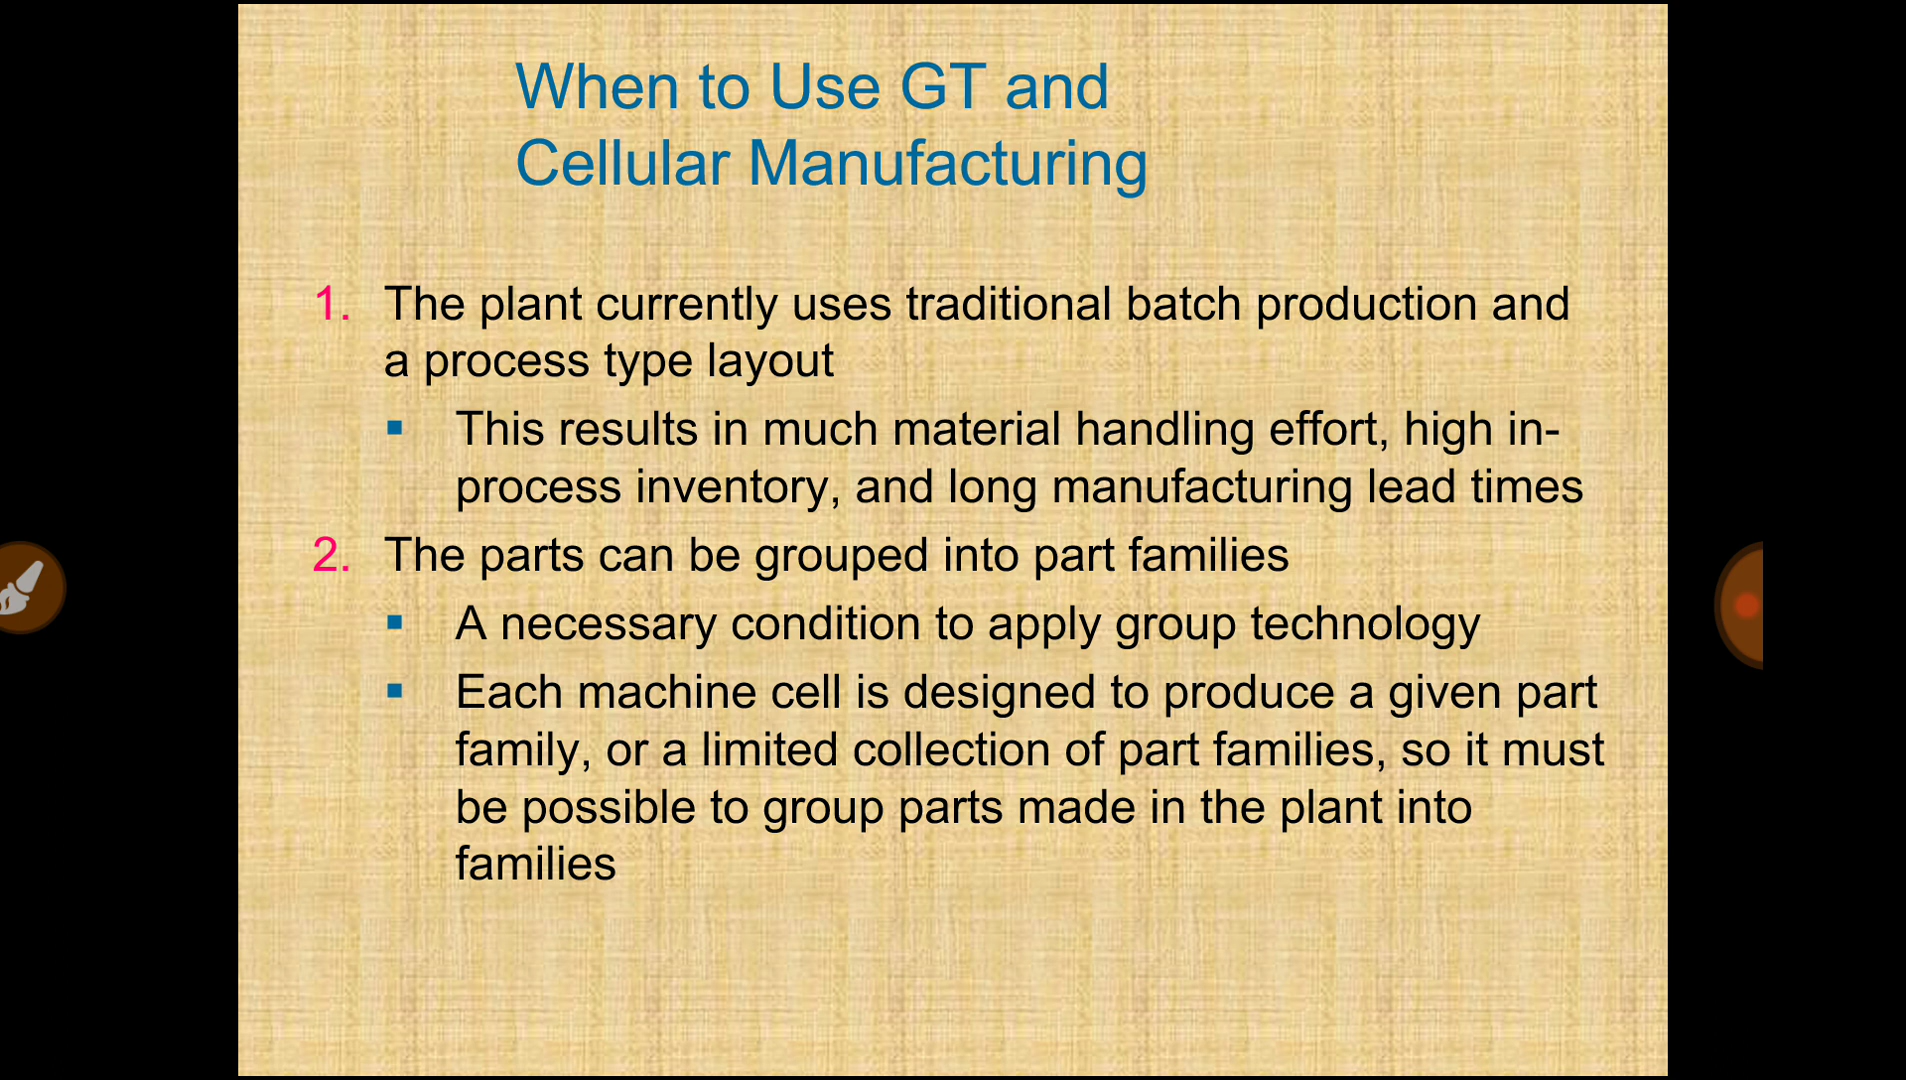 When to Use GT and
Cellular Manufacturing
1. The plant currently uses traditional batch production and
a process type layout
▪ This results in much material handling effort, high in-
process inventory, and long manufacturing lead times
2. The parts can be grouped into part families
▪ A necessary condition to apply group technology
▪ Each machine cell is designed to produce a given part
family, or a limited collection of part families, so it must
be possible to group parts made in the plant into
families